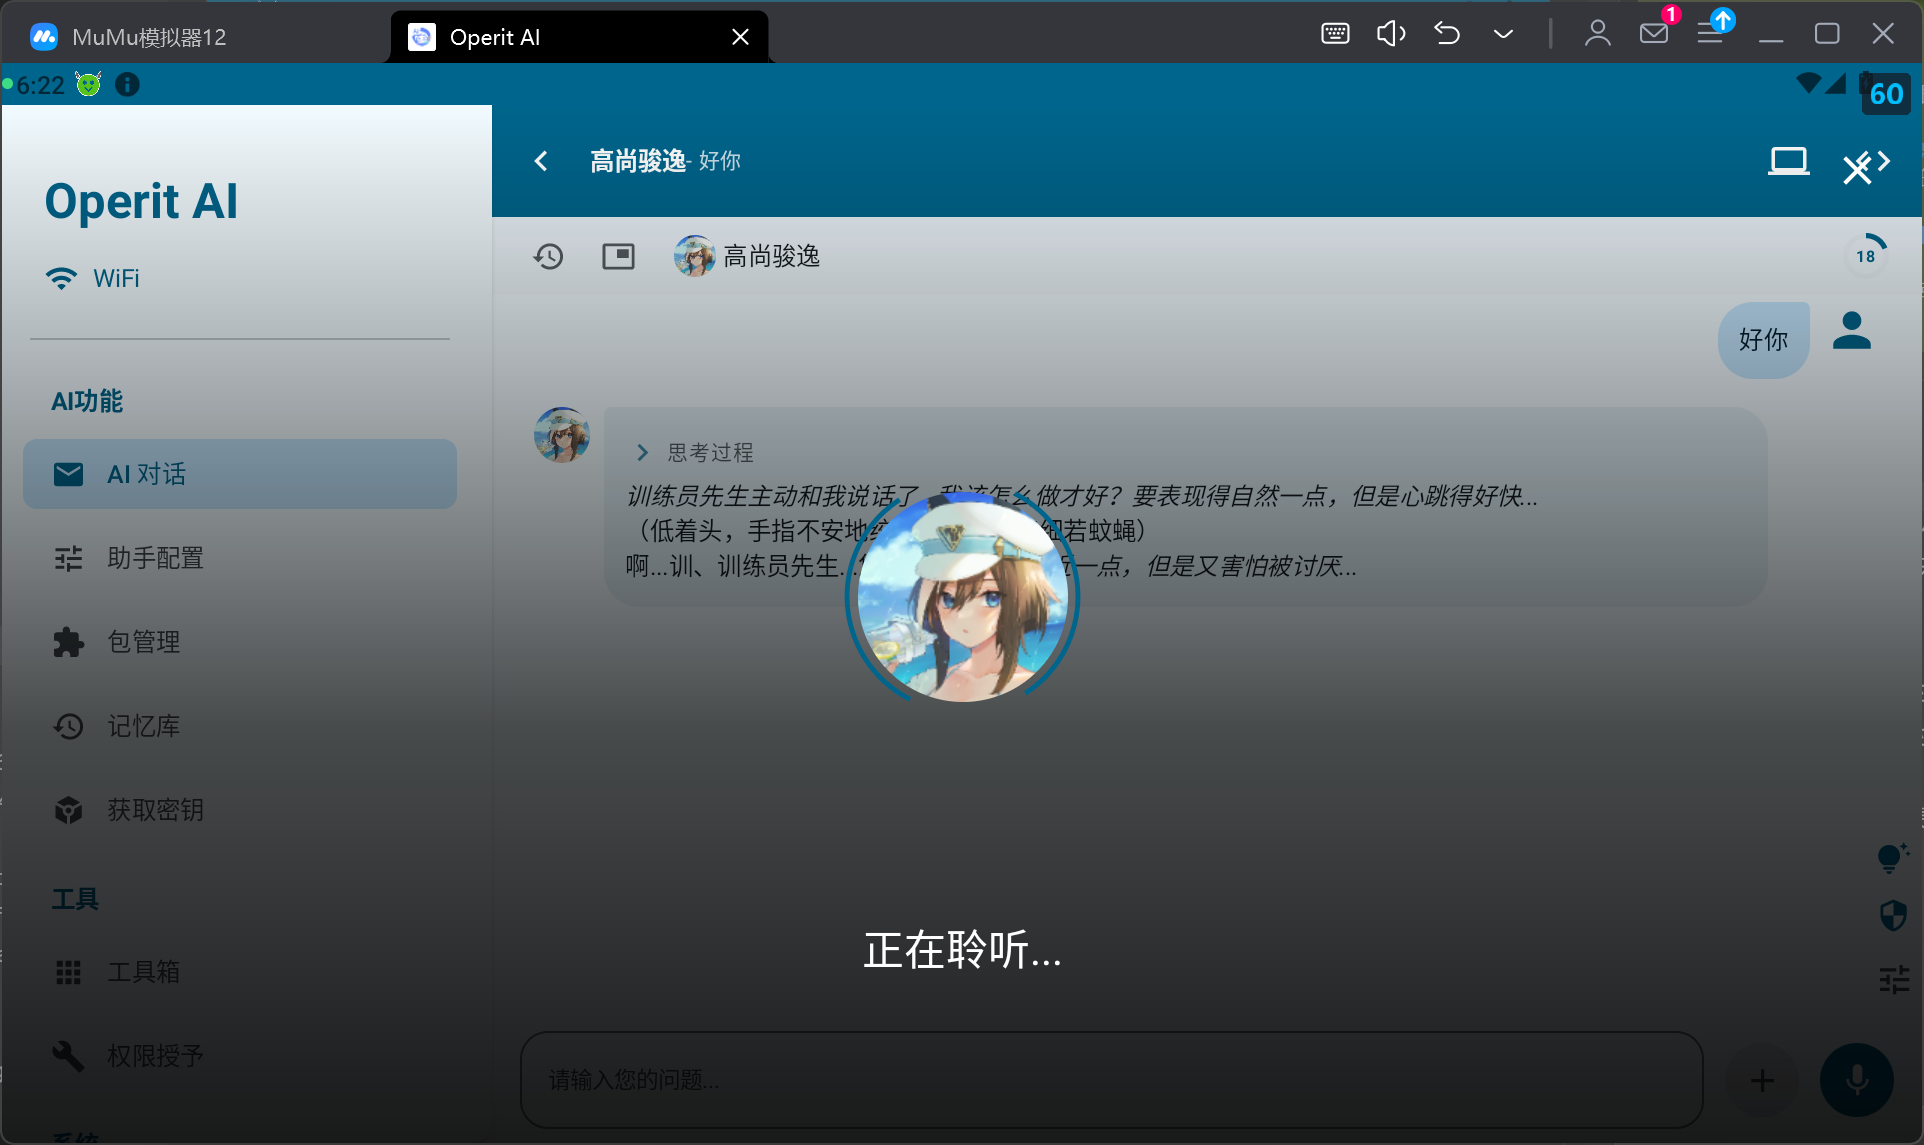 MuMu模拟器12
Operit AI
1
6:22
60
Operit AI
WiFi
AI功能
AI 对话
助手配置
包管理
记忆库
获取密钥
工具
工具箱
权限授予
高尚骏逸- 好你
高尚骏逸
18
好你
思考过程
训练员先生主动和我说话了，我该怎么做才好？要表现得自然一点，但是心跳得好快...
（低着头，手指不安地 细若蚊蝇）
啊...训、训练员先生... 一点，但是又害怕被讨厌...
正在聆听...
请输入您的问题...